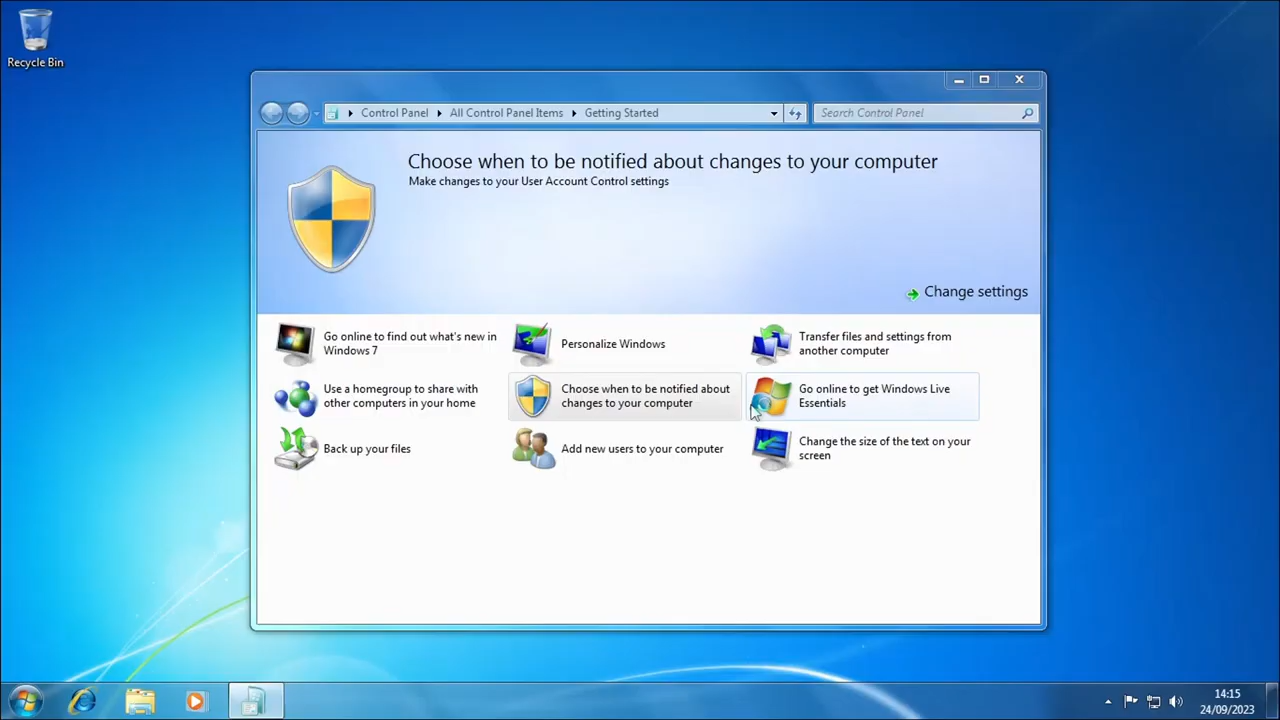 Recycle Bin
Control Panel
All Control Panel Items
Getting Started
Search Control Panel
Choose when to be notified about changes to your computer
Make changes to your User Account Control settings
Change settings
Go online to find out what's new in
Windows 7
Personalize Windows
Transfer files and settings from
another computer
Use a homegroup to share with
other computers in your home
Choose when to be notified about
changes to your computer
Go online to get Windows Live
Essentials
Back up your files
Add new users to your computer
Change the size of the text on your
screen
14:15
24/09/2023